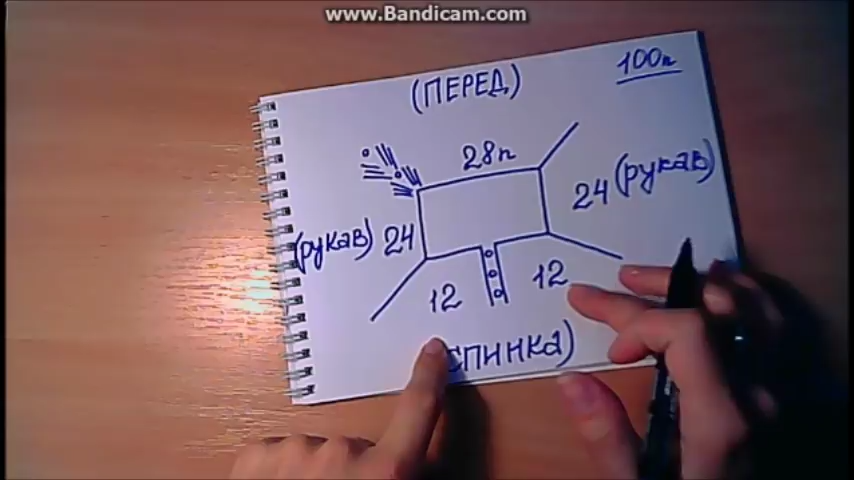 www.Bandicam.com
(ПЕРЕД)
100п
28п
(рукав) 24
24 (рукав)
12
12
спинка)